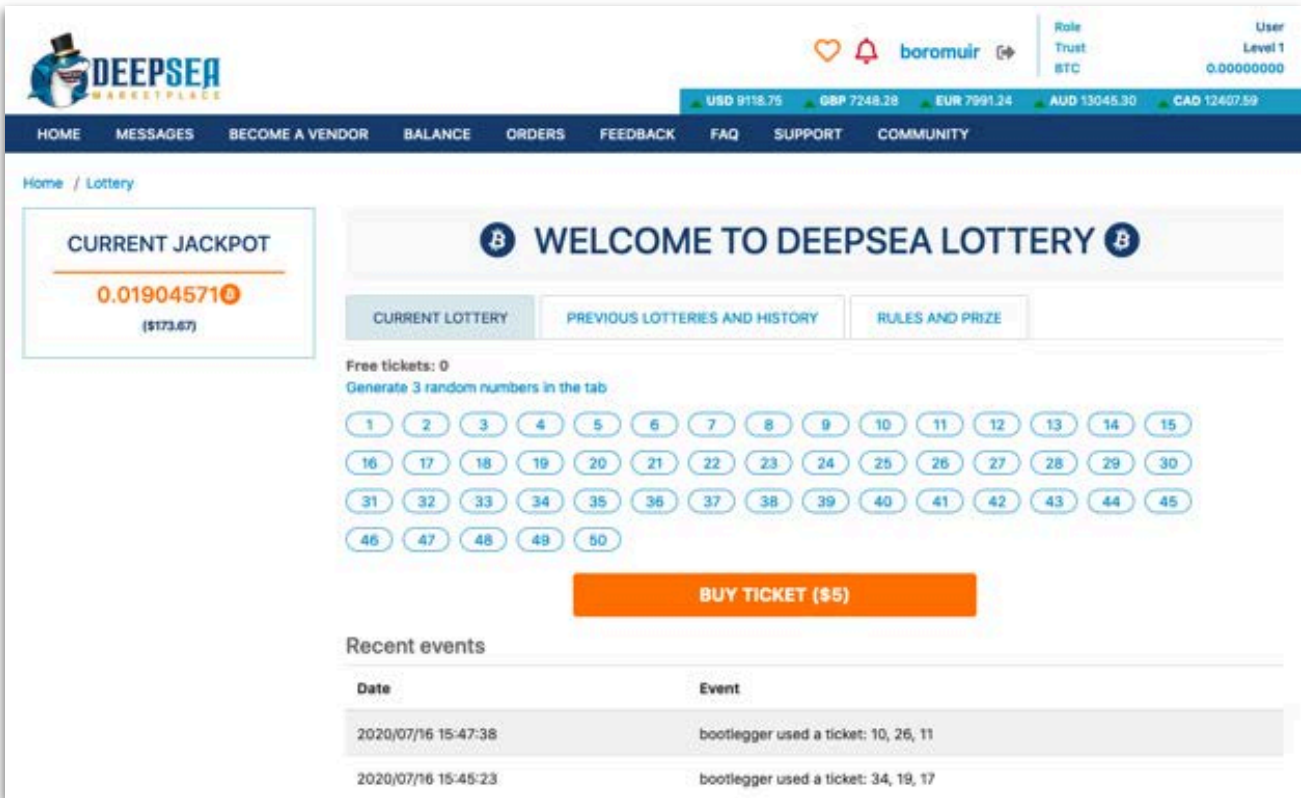 DEEPSEA
MARKETPLACE
boromuir
Role User
Trust Level 1
BTC 0.00000000
USD 9118.75 GBP 7248.28 EUR 7991.24 AUD 13045.30 CAD 12407.59
HOME MESSAGES BECOME A VENDOR BALANCE ORDERS FEEDBACK FAQ SUPPORT COMMUNITY
Home / Lottery
CURRENT JACKPOT
0.01904571
($173.67)
WELCOME TO DEEPSEA LOTTERY
CURRENT LOTTERY PREVIOUS LOTTERIES AND HISTORY RULES AND PRIZE
Free tickets: 0
Generate 3 random numbers in the tab
1 2 3 4 5 6 7 8 9 10 11 12 13 14 15
16 17 18 19 20 21 22 23 24 25 26 27 28 29 30
31 32 33 34 35 36 37 38 39 40 41 42 43 44 45
46 47 48 49 50
BUY TICKET ($5)
Recent events
Date Event
2020/07/16 15:47:38 bootlegger used a ticket: 10, 26, 11
2020/07/16 15:45:23 bootlegger used a ticket: 34, 19, 17